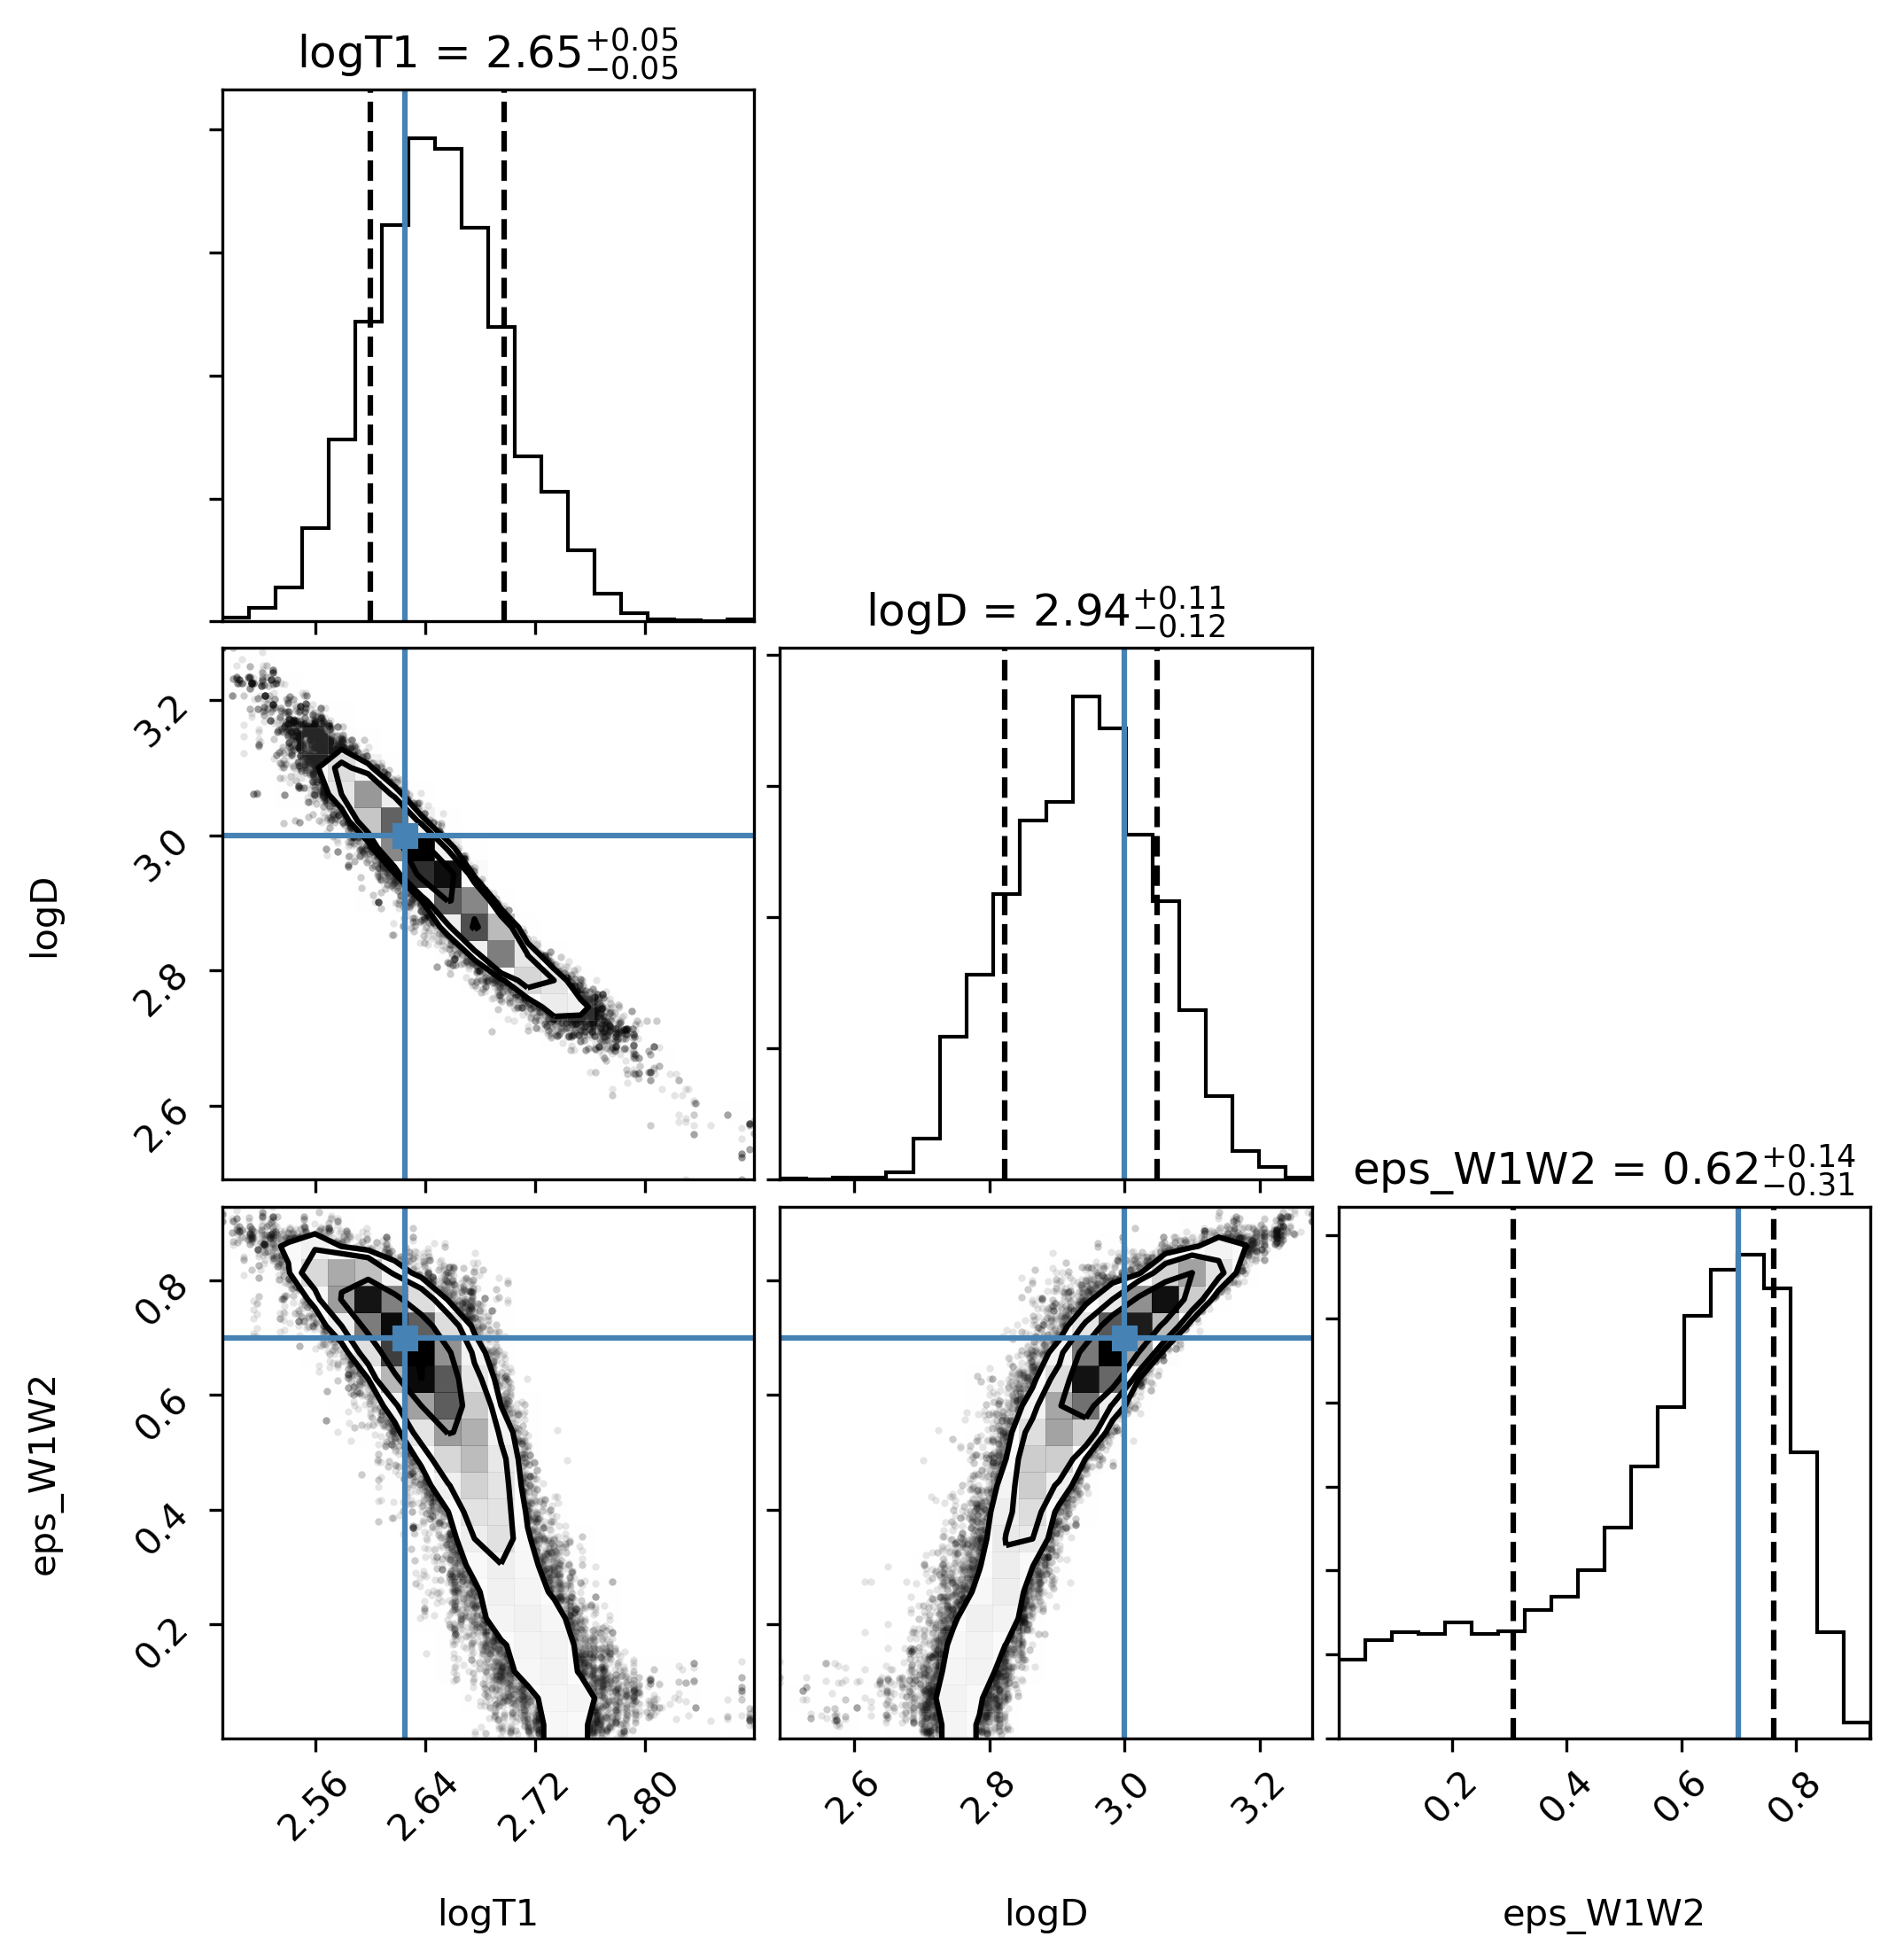 logT1 = 2.65+0.05−0.05
logD = 2.94+0.11−0.12
3.2
3.0
2.8
2.6
logD
eps_W1W2 = 0.62+0.14−0.31
0.8
0.6
0.4
0.2
eps_W1W2
2.56 2.64 2.72 2.80
2.6 2.8 3.0 3.2
0.2 0.4 0.6 0.8
logT1
logD
eps_W1W2